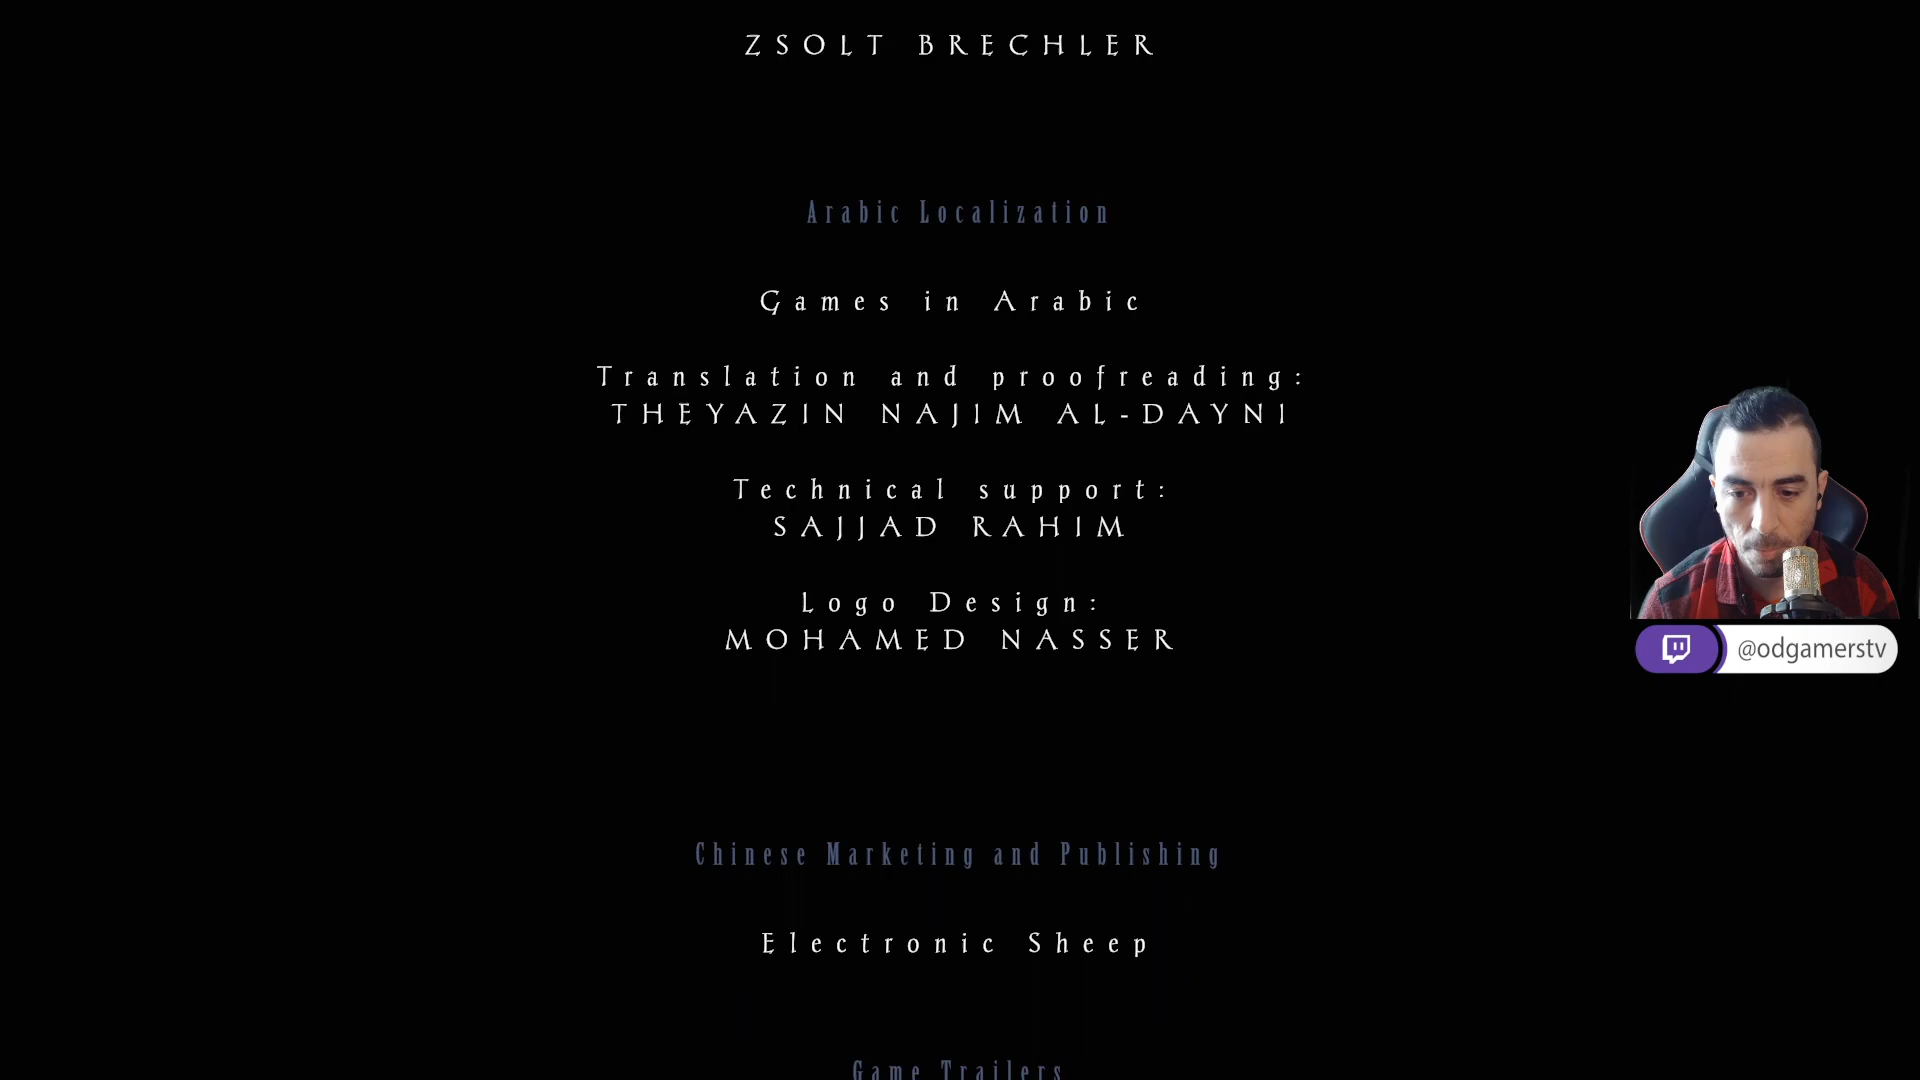 ZSOLT BRECHLER
Arabic Localization
Games in Arabic
Translation and proofreading:
THEYAZIN NAJIM AL-DAYNI
Technical support:
SAJJAD RAHIM
Logo Design:
MOHAMED NASSER
@odgamerstv
Chinese Marketing and Publishing
Electronic Sheep
Game Trailers